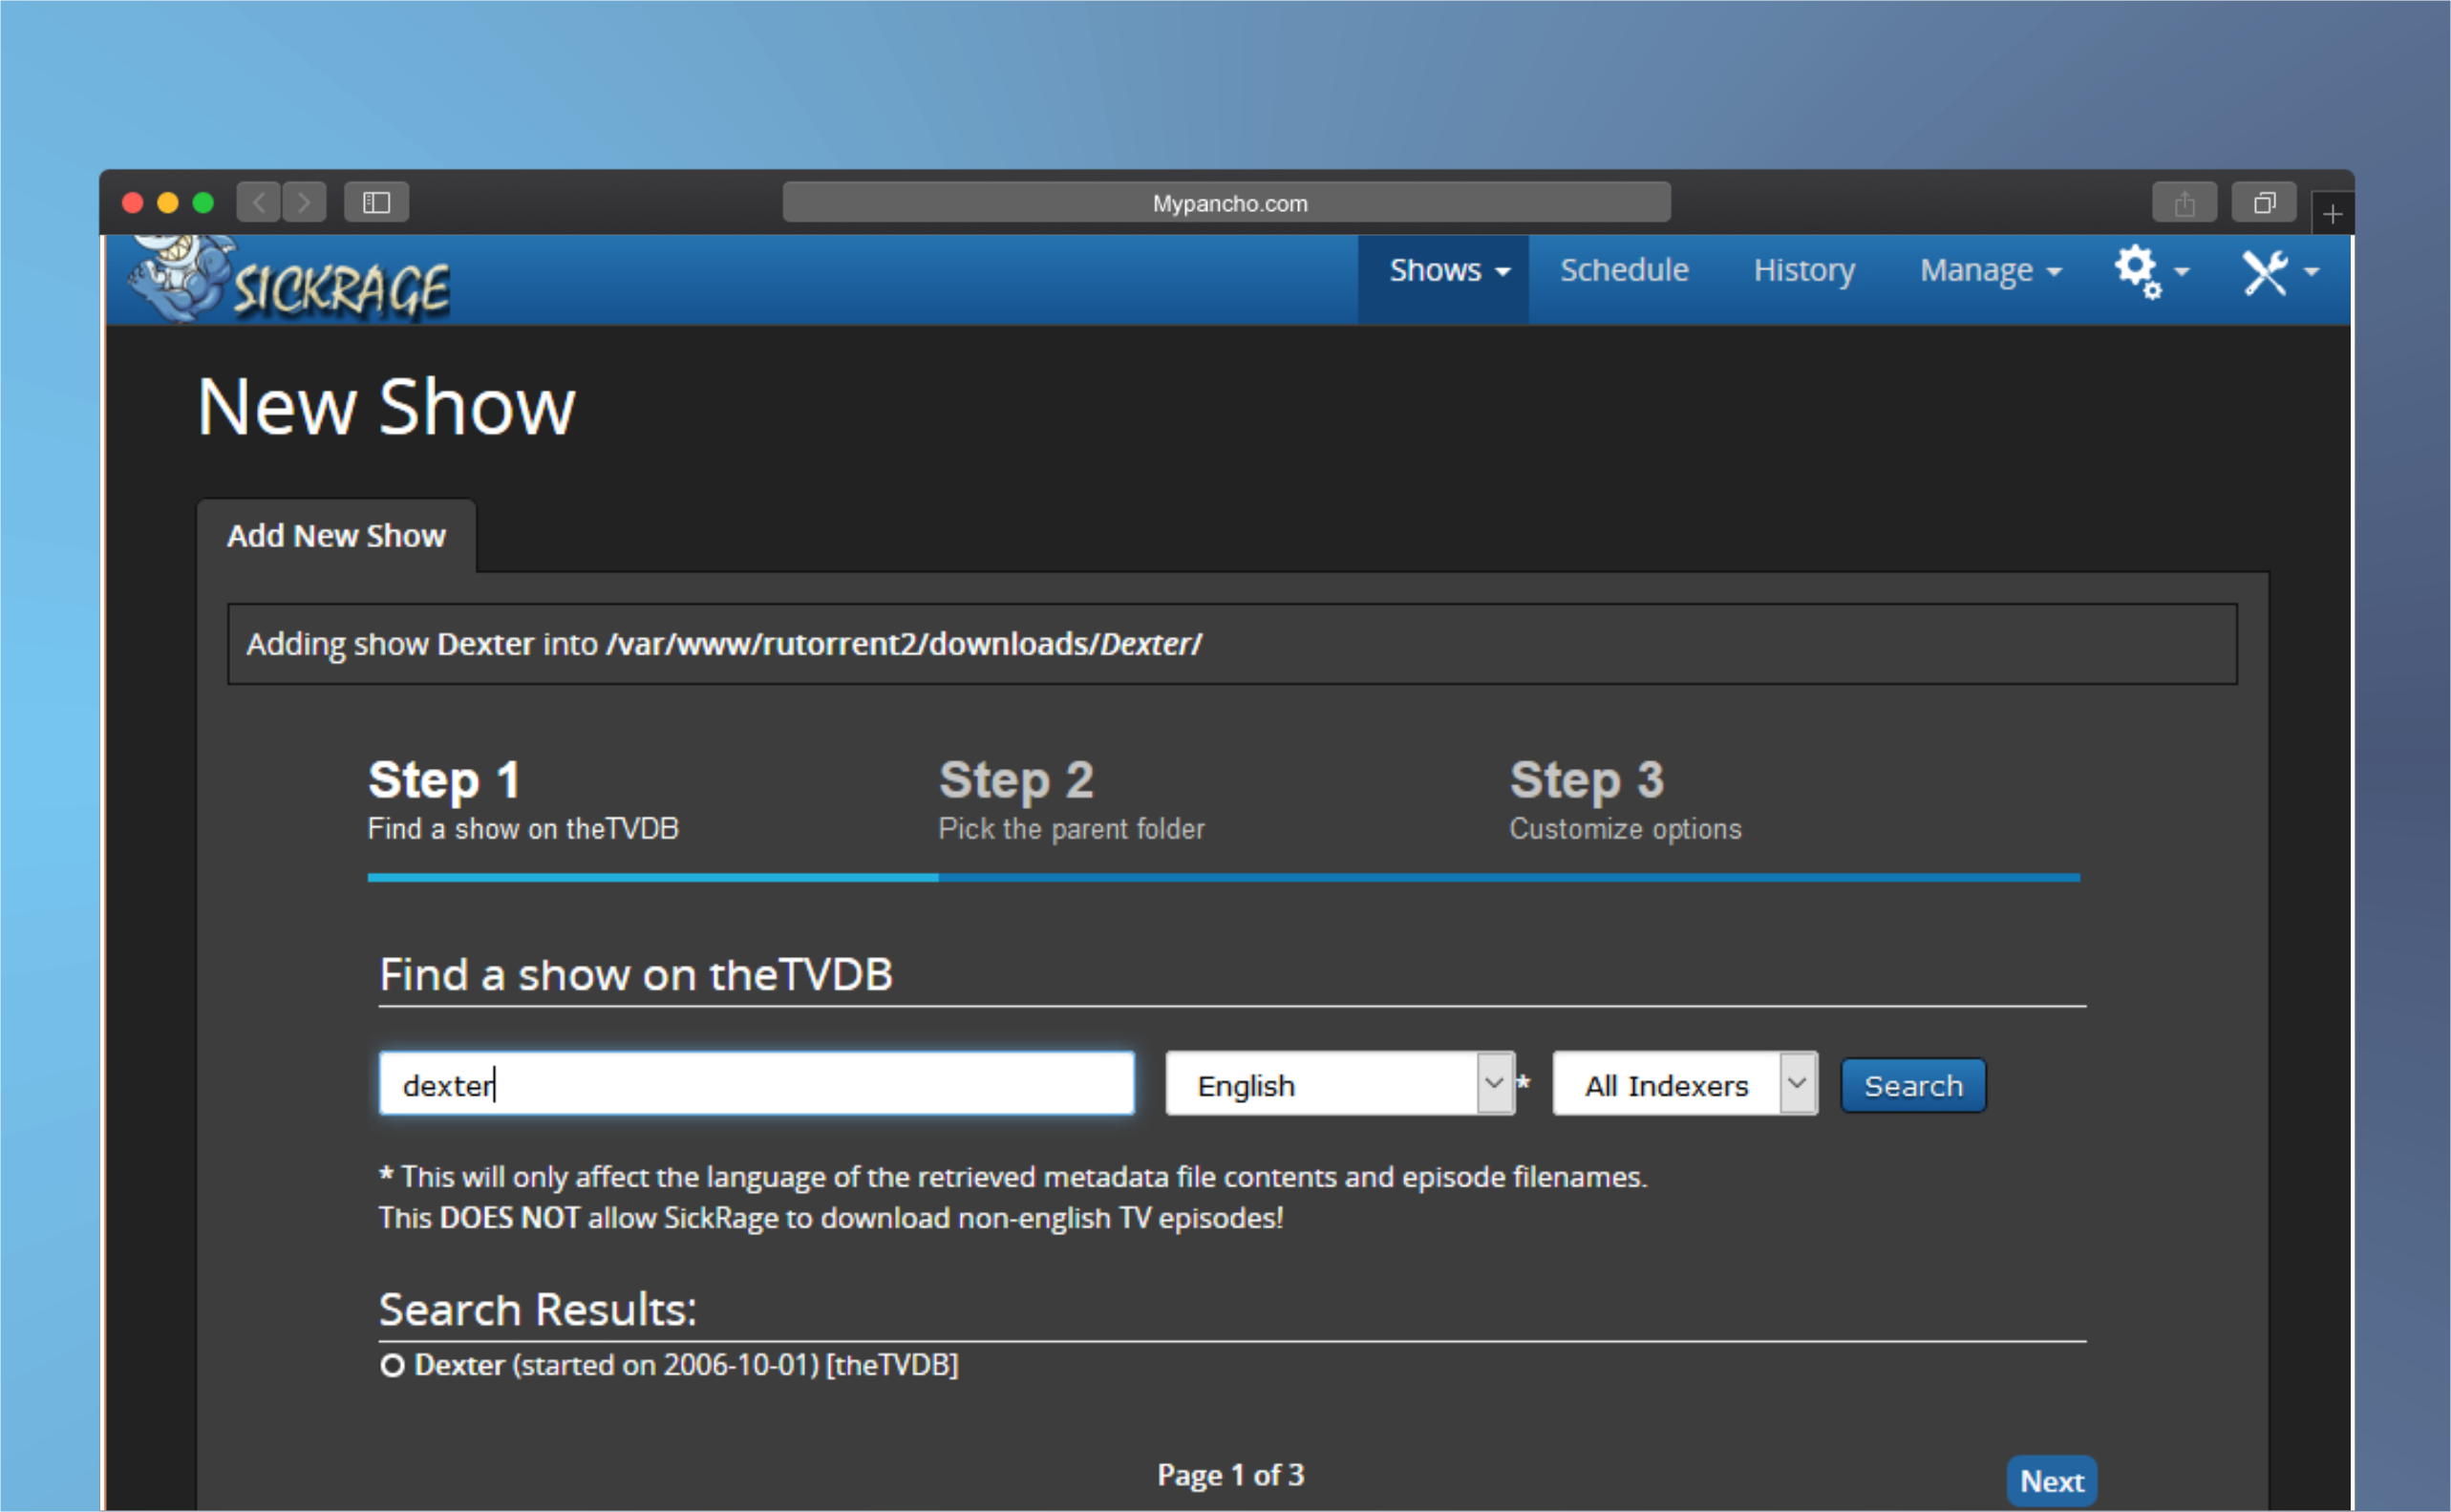 Mypancho.com
SICKRAGE
Shows Schedule History Manage
New Show
Add New Show
Adding show Dexter into /var/www/rutorrent2/downloads/Dexter/
Step 1 Step 2 Step 3
Find a show on theTVDB Pick the parent folder Customize options
Find a show on theTVDB
dexter English * All Indexers Search
* This will only affect the language of the retrieved metadata file contents and episode filenames.
This DOES NOT allow SickRage to download non-english TV episodes!
Search Results:
Dexter (started on 2006-10-01) [theTVDB]
Page 1 of 3 Next